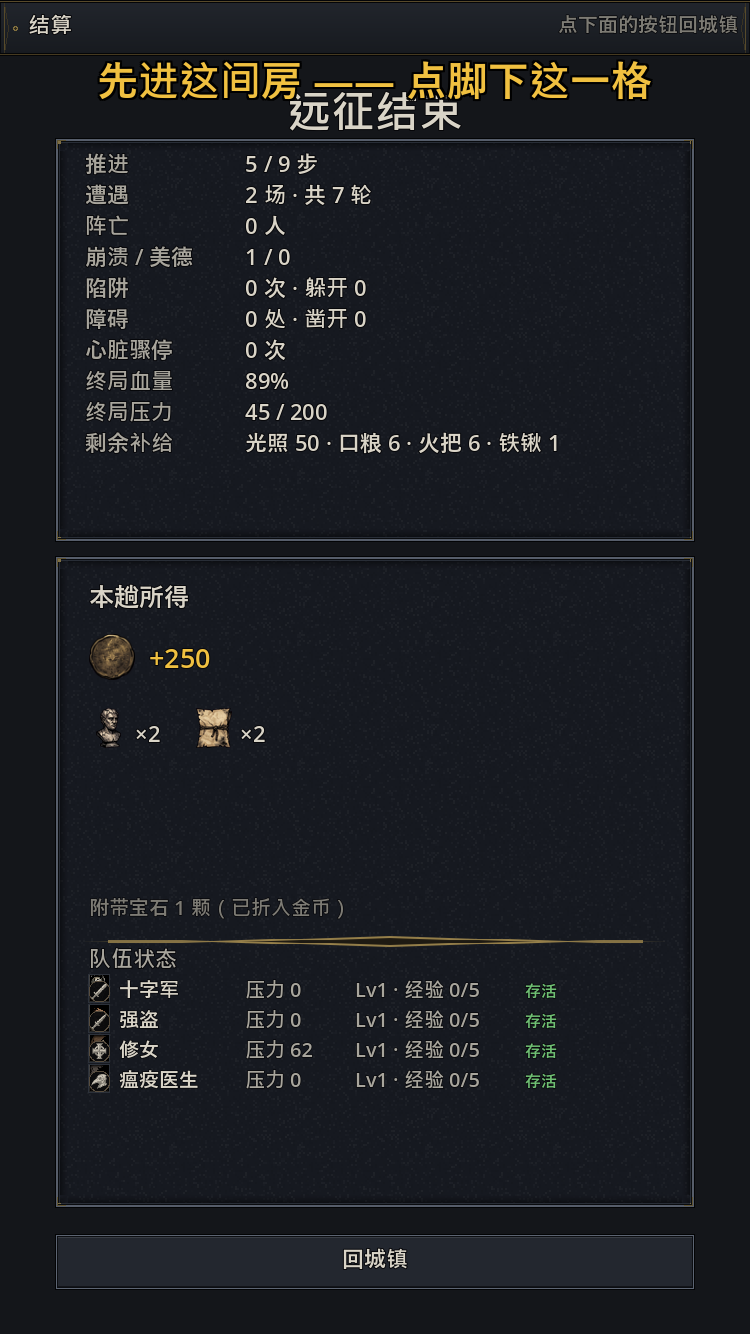 结算
点下面的按钮回城镇
先进这间房 —— 点脚下这一格
远征结束
推进 5 / 9 步
遭遇 2 场 · 共 7 轮
阵亡 0 人
崩溃 / 美德 1 / 0
陷阱 0 次 · 躲开 0
障碍 0 处 · 凿开 0
心脏骤停 0 次
终局血量 89%
终局压力 45 / 200
剩余补给 光照 50 · 口粮 6 · 火把 6 · 铁锹 1
本趟所得
+250
×2 ×2
附带宝石 1 颗 ( 已折入金币 )
队伍状态
十字军 压力 0 Lv1 · 经验 0/5 存活
强盗 压力 0 Lv1 · 经验 0/5 存活
修女 压力 62 Lv1 · 经验 0/5 存活
瘟疫医生 压力 0 Lv1 · 经验 0/5 存活
回城镇